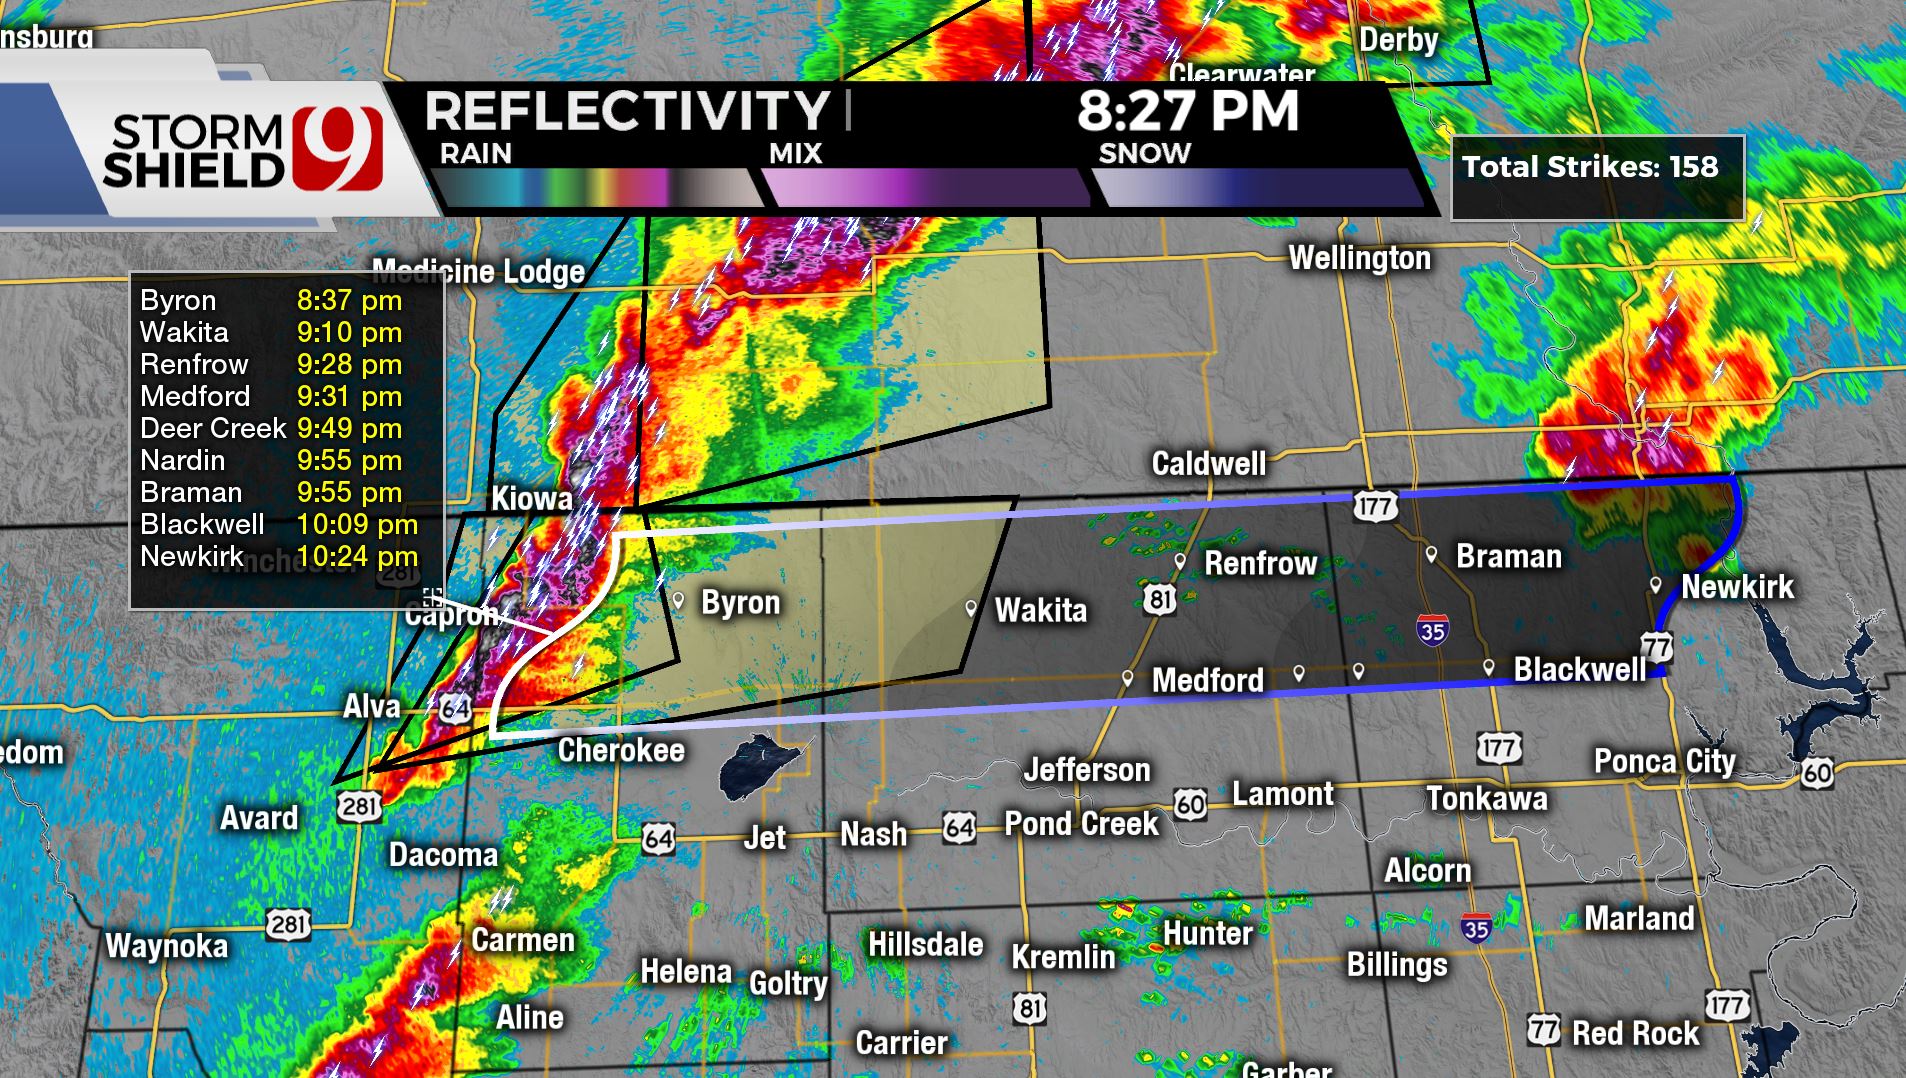 nsburg
Derby
Clearwater
STORM SHIELD 9
REFLECTIVITY
8:27 PM
RAIN
MIX
SNOW
Total Strikes: 158
Medicine Lodge
Wellington
Byron 8:37 pm
Wakita 9:10 pm
Renfrow 9:28 pm
Medford 9:31 pm
Deer Creek 9:49 pm
Nardin 9:55 pm
Braman 9:55 pm
Blackwell 10:09 pm
Newkirk 10:24 pm
Winchester
281
Caldwell
Kiowa
177
Renfrow
Braman
Newkirk
Capron
Byron
Wakita
81
35
77
Alva
64
Medford
Blackwell
edom
Cherokee
177
Ponca City
60
Jefferson
Avard
281
60
Lamont
Tonkawa
64
Jet
Nash
64
Pond Creek
Dacoma
Alcorn
281
Waynoka
Carmen
Hillsdale
Kremlin
Hunter
35
Marland
Helena
Goltry
Billings
Aline
81
177
Carrier
77
Red Rock
Garber